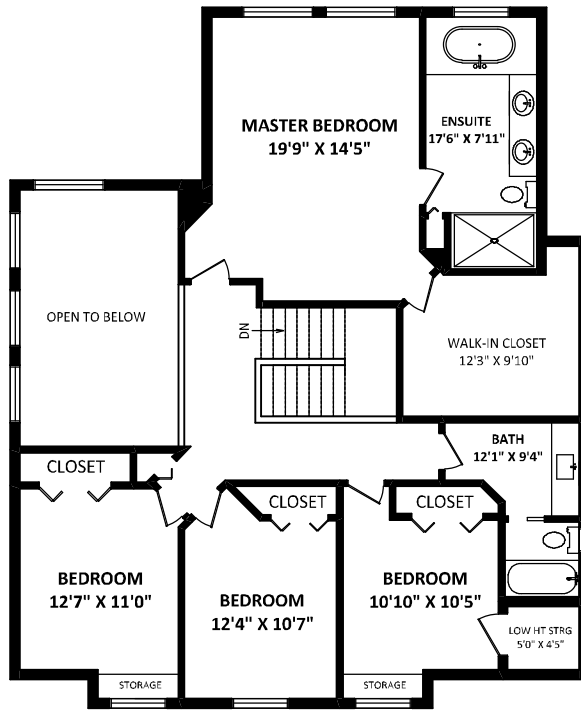 MASTER BEDROOM
19'9" X 14'5"
ENSUITE
17'6" X 7'11"
OPEN TO BELOW
DN
WALK-IN CLOSET
12'3" X 9'10"
BATH
12'1" X 9'4"
CLOSET
CLOSET
CLOSET
BEDROOM
12'7" X 11'0"
BEDROOM
12'4" X 10'7"
BEDROOM
10'10" X 10'5"
LOW HT STRG
5'0" X 4'5"
STORAGE
STORAGE